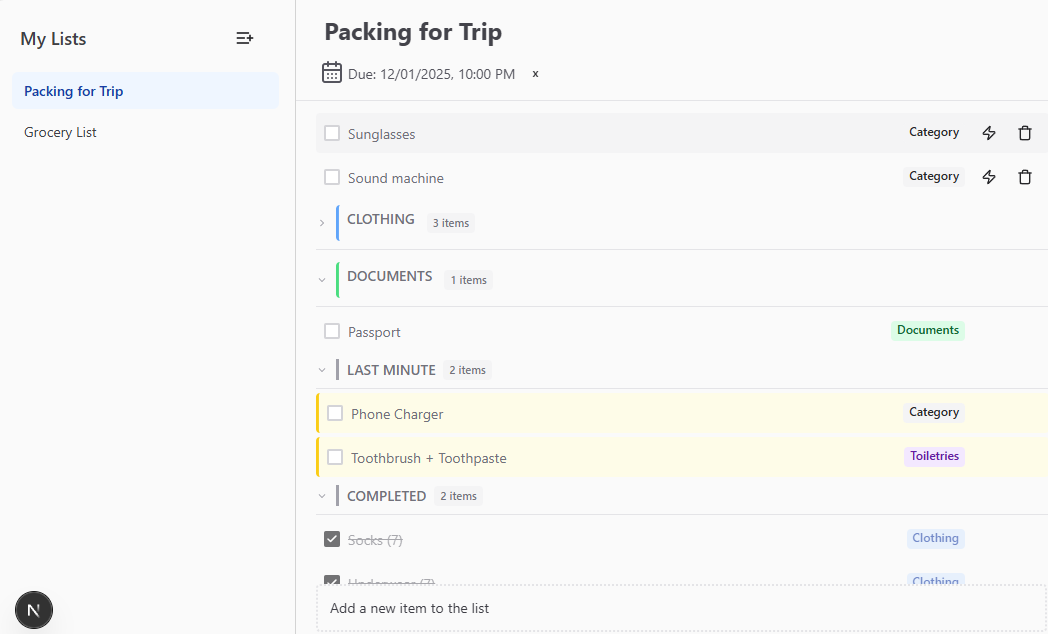 My Lists
Packing for Trip
Grocery List
Packing for Trip
Due: 12/01/2025, 10:00 PM x
Sunglasses Category
Sound machine Category
CLOTHING 3 items
DOCUMENTS 1 items
Passport Documents
LAST MINUTE 2 items
Phone Charger Category
Toothbrush + Toothpaste Toiletries
COMPLETED 2 items
Socks (7) Clothing
Underwear (7) Clothing
Add a new item to the list
N